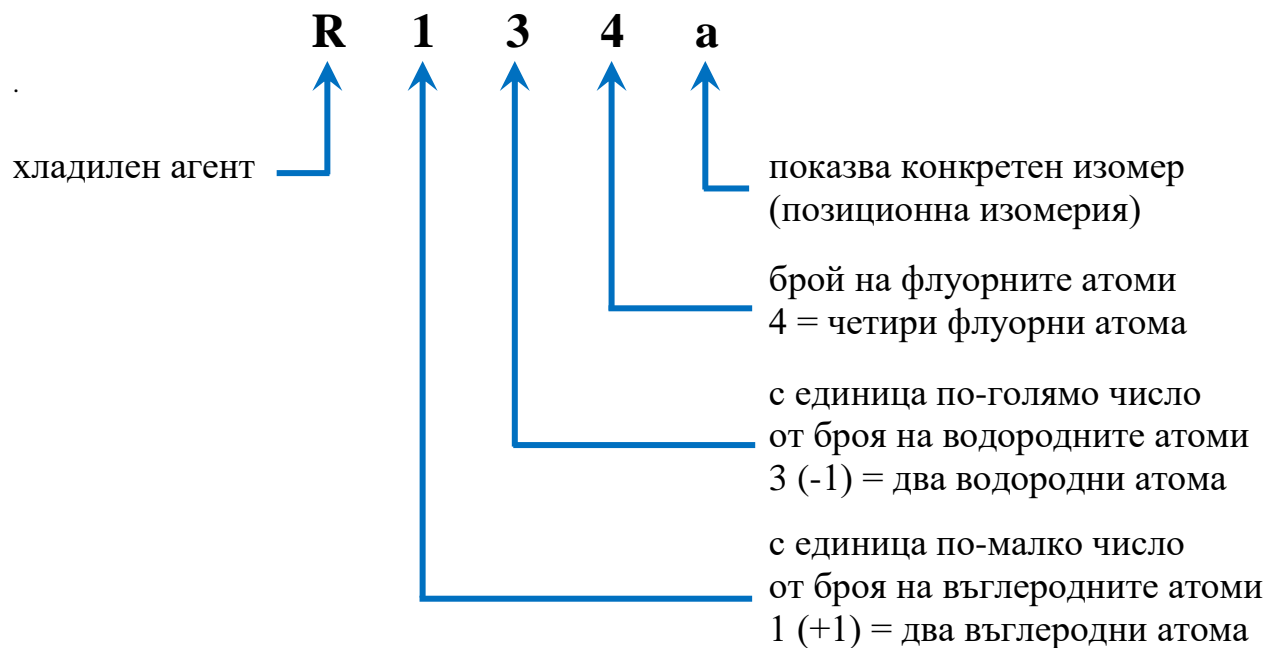 R 1 3 4 a
.
хладилен агент
показва конкретен изомер
(позиционна изомерия)
брой на флуорните атоми
4 = четири флуорни атома
с единица по-голямо число
от броя на водородните атоми
3 (-1) = два водородни атома
с единица по-малко число
от броя на въглеродните атоми
1 (+1) = два въглеродни атома